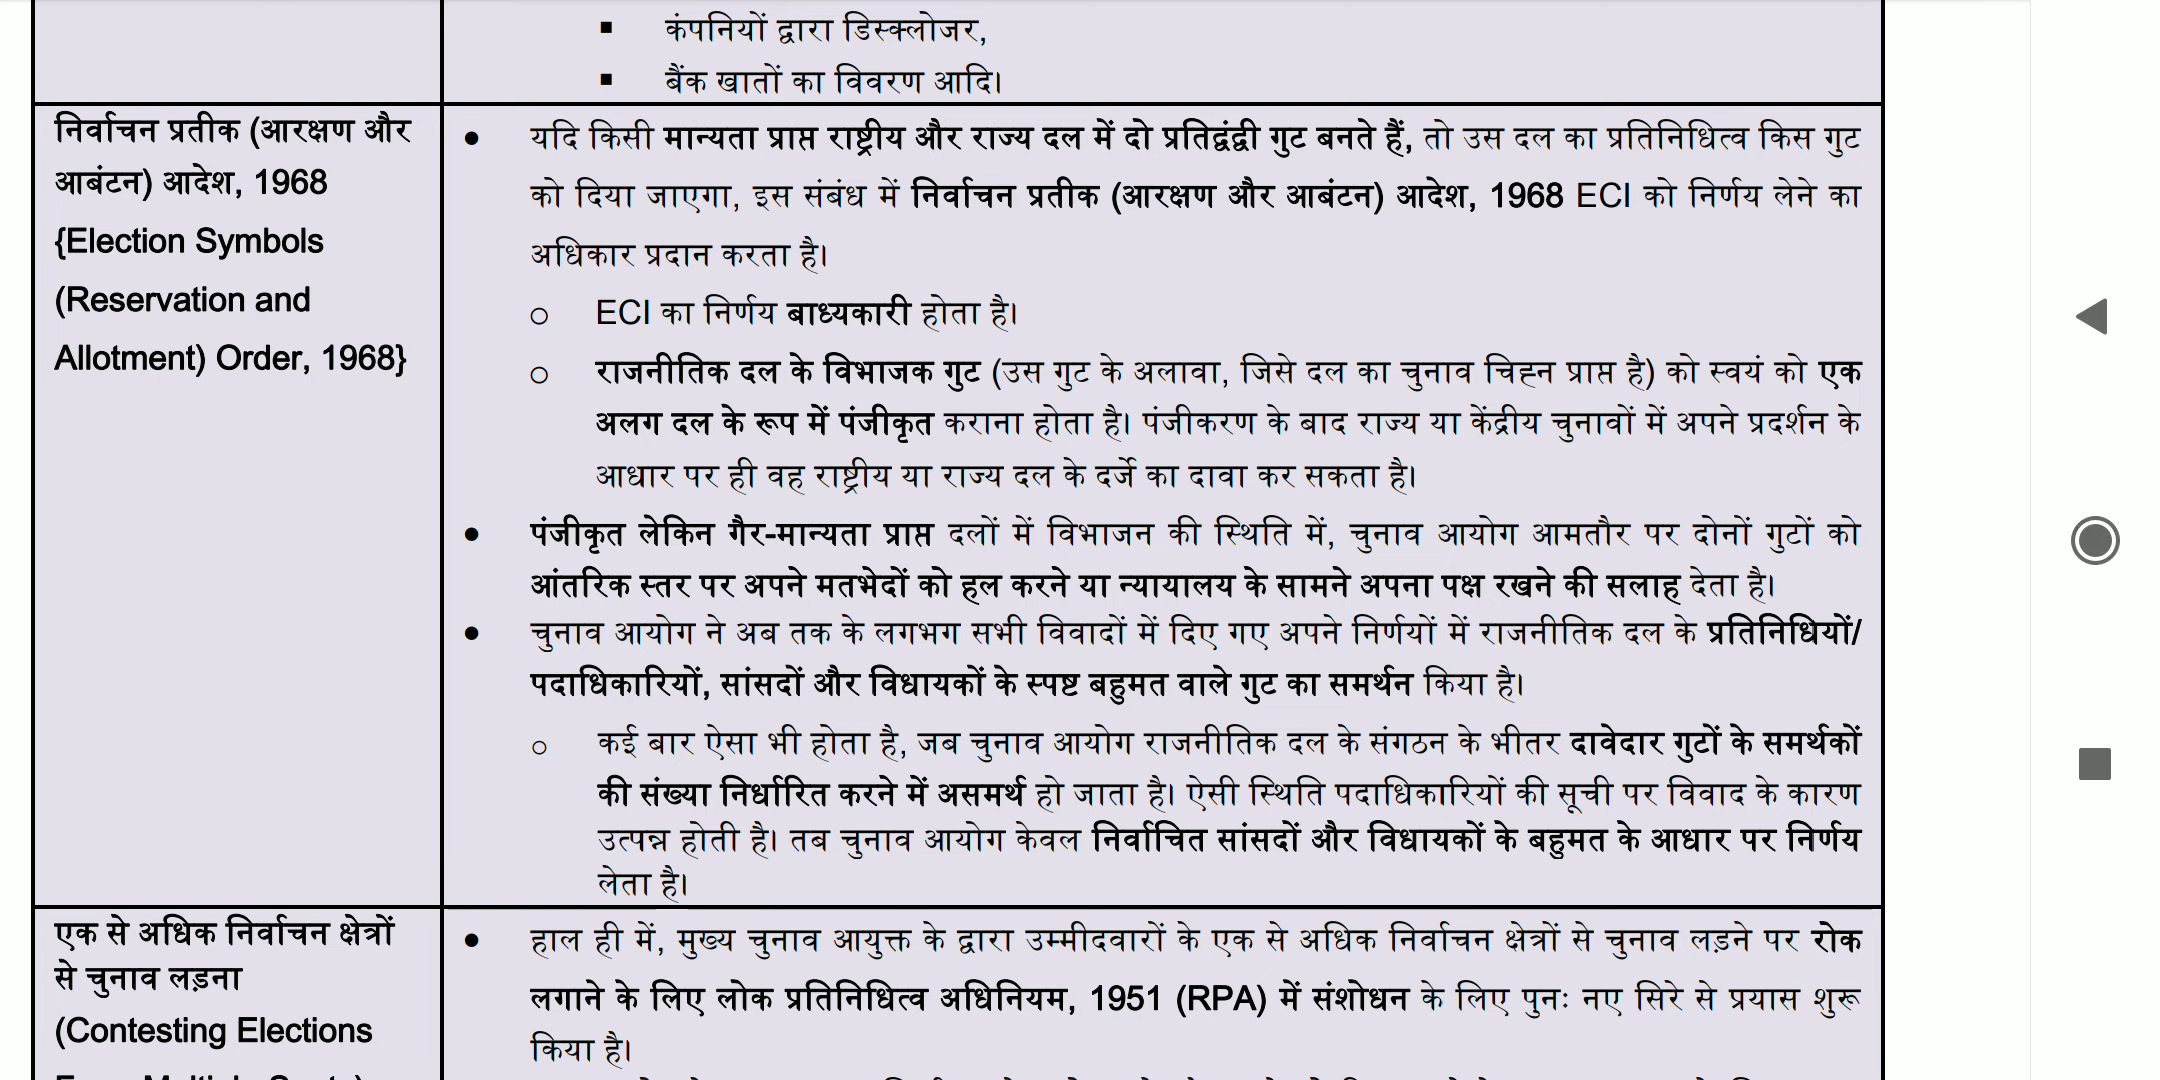 ▪ कंपनियों द्वारा डिस्क्लोजर,
▪ बैंक खातों का विवरण आदि।
निर्वाचन प्रतीक (आरक्षण और
आबंटन) आदेश, 1968
{Election Symbols
(Reservation and
Allotment) Order, 1968}
● यदि किसी मान्यता प्राप्त राष्ट्रीय और राज्य दल में दो प्रतिद्वंद्वी गुट बनते हैं, तो उस दल का प्रतिनिधित्व किस गुट
को दिया जाएगा, इस संबंध में निर्वाचन प्रतीक (आरक्षण और आबंटन) आदेश, 1968 ECI को निर्णय लेने का
अधिकार प्रदान करता है।
○ ECI का निर्णय बाध्यकारी होता है।
○ राजनीतिक दल के विभाजक गुट (उस गुट के अलावा, जिसे दल का चुनाव चिह्न प्राप्त है) को स्वयं को एक
अलग दल के रूप में पंजीकृत कराना होता है। पंजीकरण के बाद राज्य या केंद्रीय चुनावों में अपने प्रदर्शन के
आधार पर ही वह राष्ट्रीय या राज्य दल के दर्जे का दावा कर सकता है।
● पंजीकृत लेकिन गैर-मान्यता प्राप्त दलों में विभाजन की स्थिति में, चुनाव आयोग आमतौर पर दोनों गुटों को
आंतरिक स्तर पर अपने मतभेदों को हल करने या न्यायालय के सामने अपना पक्ष रखने की सलाह देता है।
● चुनाव आयोग ने अब तक के लगभग सभी विवादों में दिए गए अपने निर्णयों में राजनीतिक दल के प्रतिनिधियों/
पदाधिकारियों, सांसदों और विधायकों के स्पष्ट बहुमत वाले गुट का समर्थन किया है।
○ कई बार ऐसा भी होता है, जब चुनाव आयोग राजनीतिक दल के संगठन के भीतर दावेदार गुटों के समर्थकों
की संख्या निर्धारित करने में असमर्थ हो जाता है। ऐसी स्थिति पदाधिकारियों की सूची पर विवाद के कारण
उत्पन्न होती है। तब चुनाव आयोग केवल निर्वाचित सांसदों और विधायकों के बहुमत के आधार पर निर्णय
लेता है।
एक से अधिक निर्वाचन क्षेत्रों
से चुनाव लड़ना
(Contesting Elections
● हाल ही में, मुख्य चुनाव आयुक्त के द्वारा उम्मीदवारों के एक से अधिक निर्वाचन क्षेत्रों से चुनाव लड़ने पर रोक
लगाने के लिए लोक प्रतिनिधित्व अधिनियम, 1951 (RPA) में संशोधन के लिए पुनः नए सिरे से प्रयास शुरू
किया है।